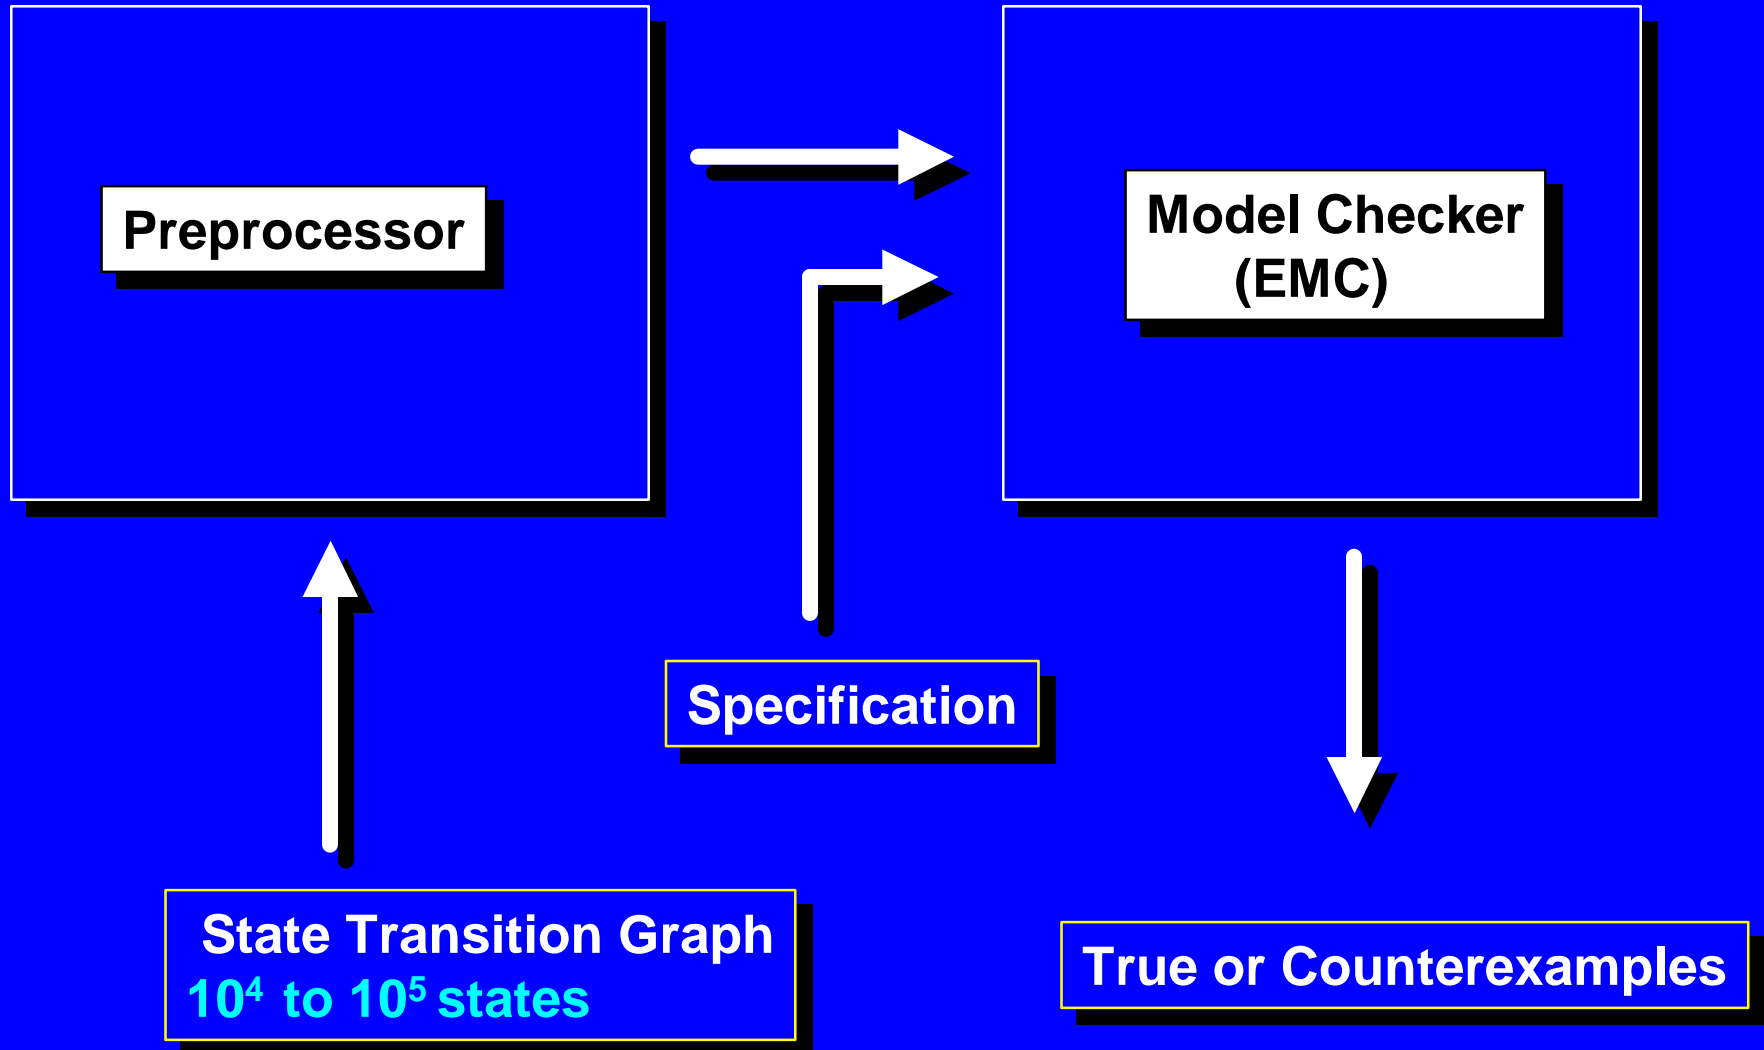 Preprocessor
Model Checker
(EMC)
Specification
State Transition Graph
10⁴ to 10⁵ states
True or Counterexamples